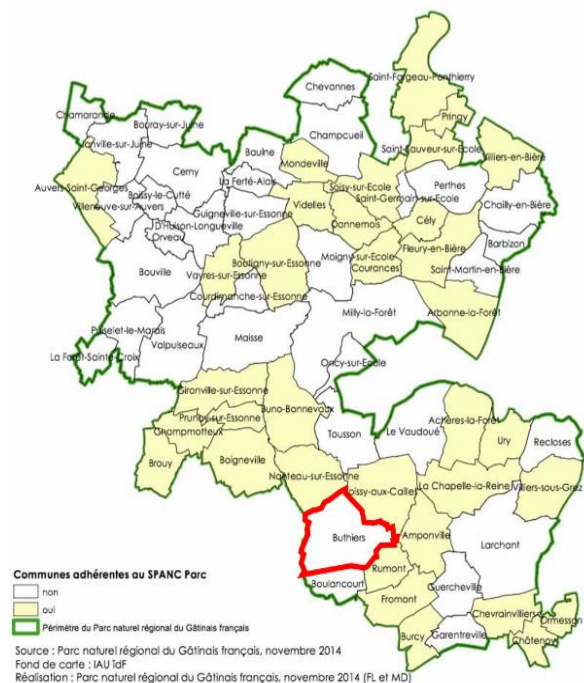 Saint-Fargeau-Ponthierry
Chevannes
Pringy
Chamarande
Champcueil
Bouray-sur-Juine
Saint-Sauveur-sur-Ecole
Janville-sur-Juine
Baulne
Mondeville
Villiers-en-Bière
Cerny
Auvers-Saint-Georges
La Ferté-Alais
Soisy-sur-Ecole
Perthes
Chailly-en-Bière
Boissy-le-Cutté
Saint-Germain-sur-Ecole
Villeneuve-sur-Auvers
Videlles
Guigneville-sur-Essonne
Cély
Dannemois
D'Huison-Longueville
Orveau
Barbizon
Boutigny-sur-Essonne
Fleury-en-Bière
Moigny-sur-Ecole
Bouville
Vayres-sur-Essonne
Courances
Saint-Martin-en-Bière
Courdimanche-sur-Essonne
Milly-la-Forêt
Arbonne-la-Forêt
Puiselet-le-Marais
Maisse
Valpuiseaux
La Forêt-Sainte-Croix
Oncy-sur-Ecole
Gironville-sur-Essonne
Buno-Bonnevaux
Prunay-sur-Essonne
Achères-la-Forêt
Champmotteux
Tousson
Le Vaudoué
Ury
Recloses
Brouy
Boigneville
Nanteau-sur-Essonne
La Chapelle-la-Reine
Noisy-aux-Cailles
Villiers-sous-Grez
Buthiers
Amponville
Larchant
Rumont
Boulancourt
Guercheville
Fromont
Chevrainvilliers
Ormesson
Burcy
Garentreville
Châtenoy
Communes adhérentes au SPANC Parc
non
oui
Périmètre du Parc naturel régional du Gâtinais français
Source : Parc naturel régional du Gâtinais français, novembre 2014
Fond de carte : IAU îdF
Réalisation : Parc naturel régional du Gâtinais français, novembre 2014 (FL et MD)